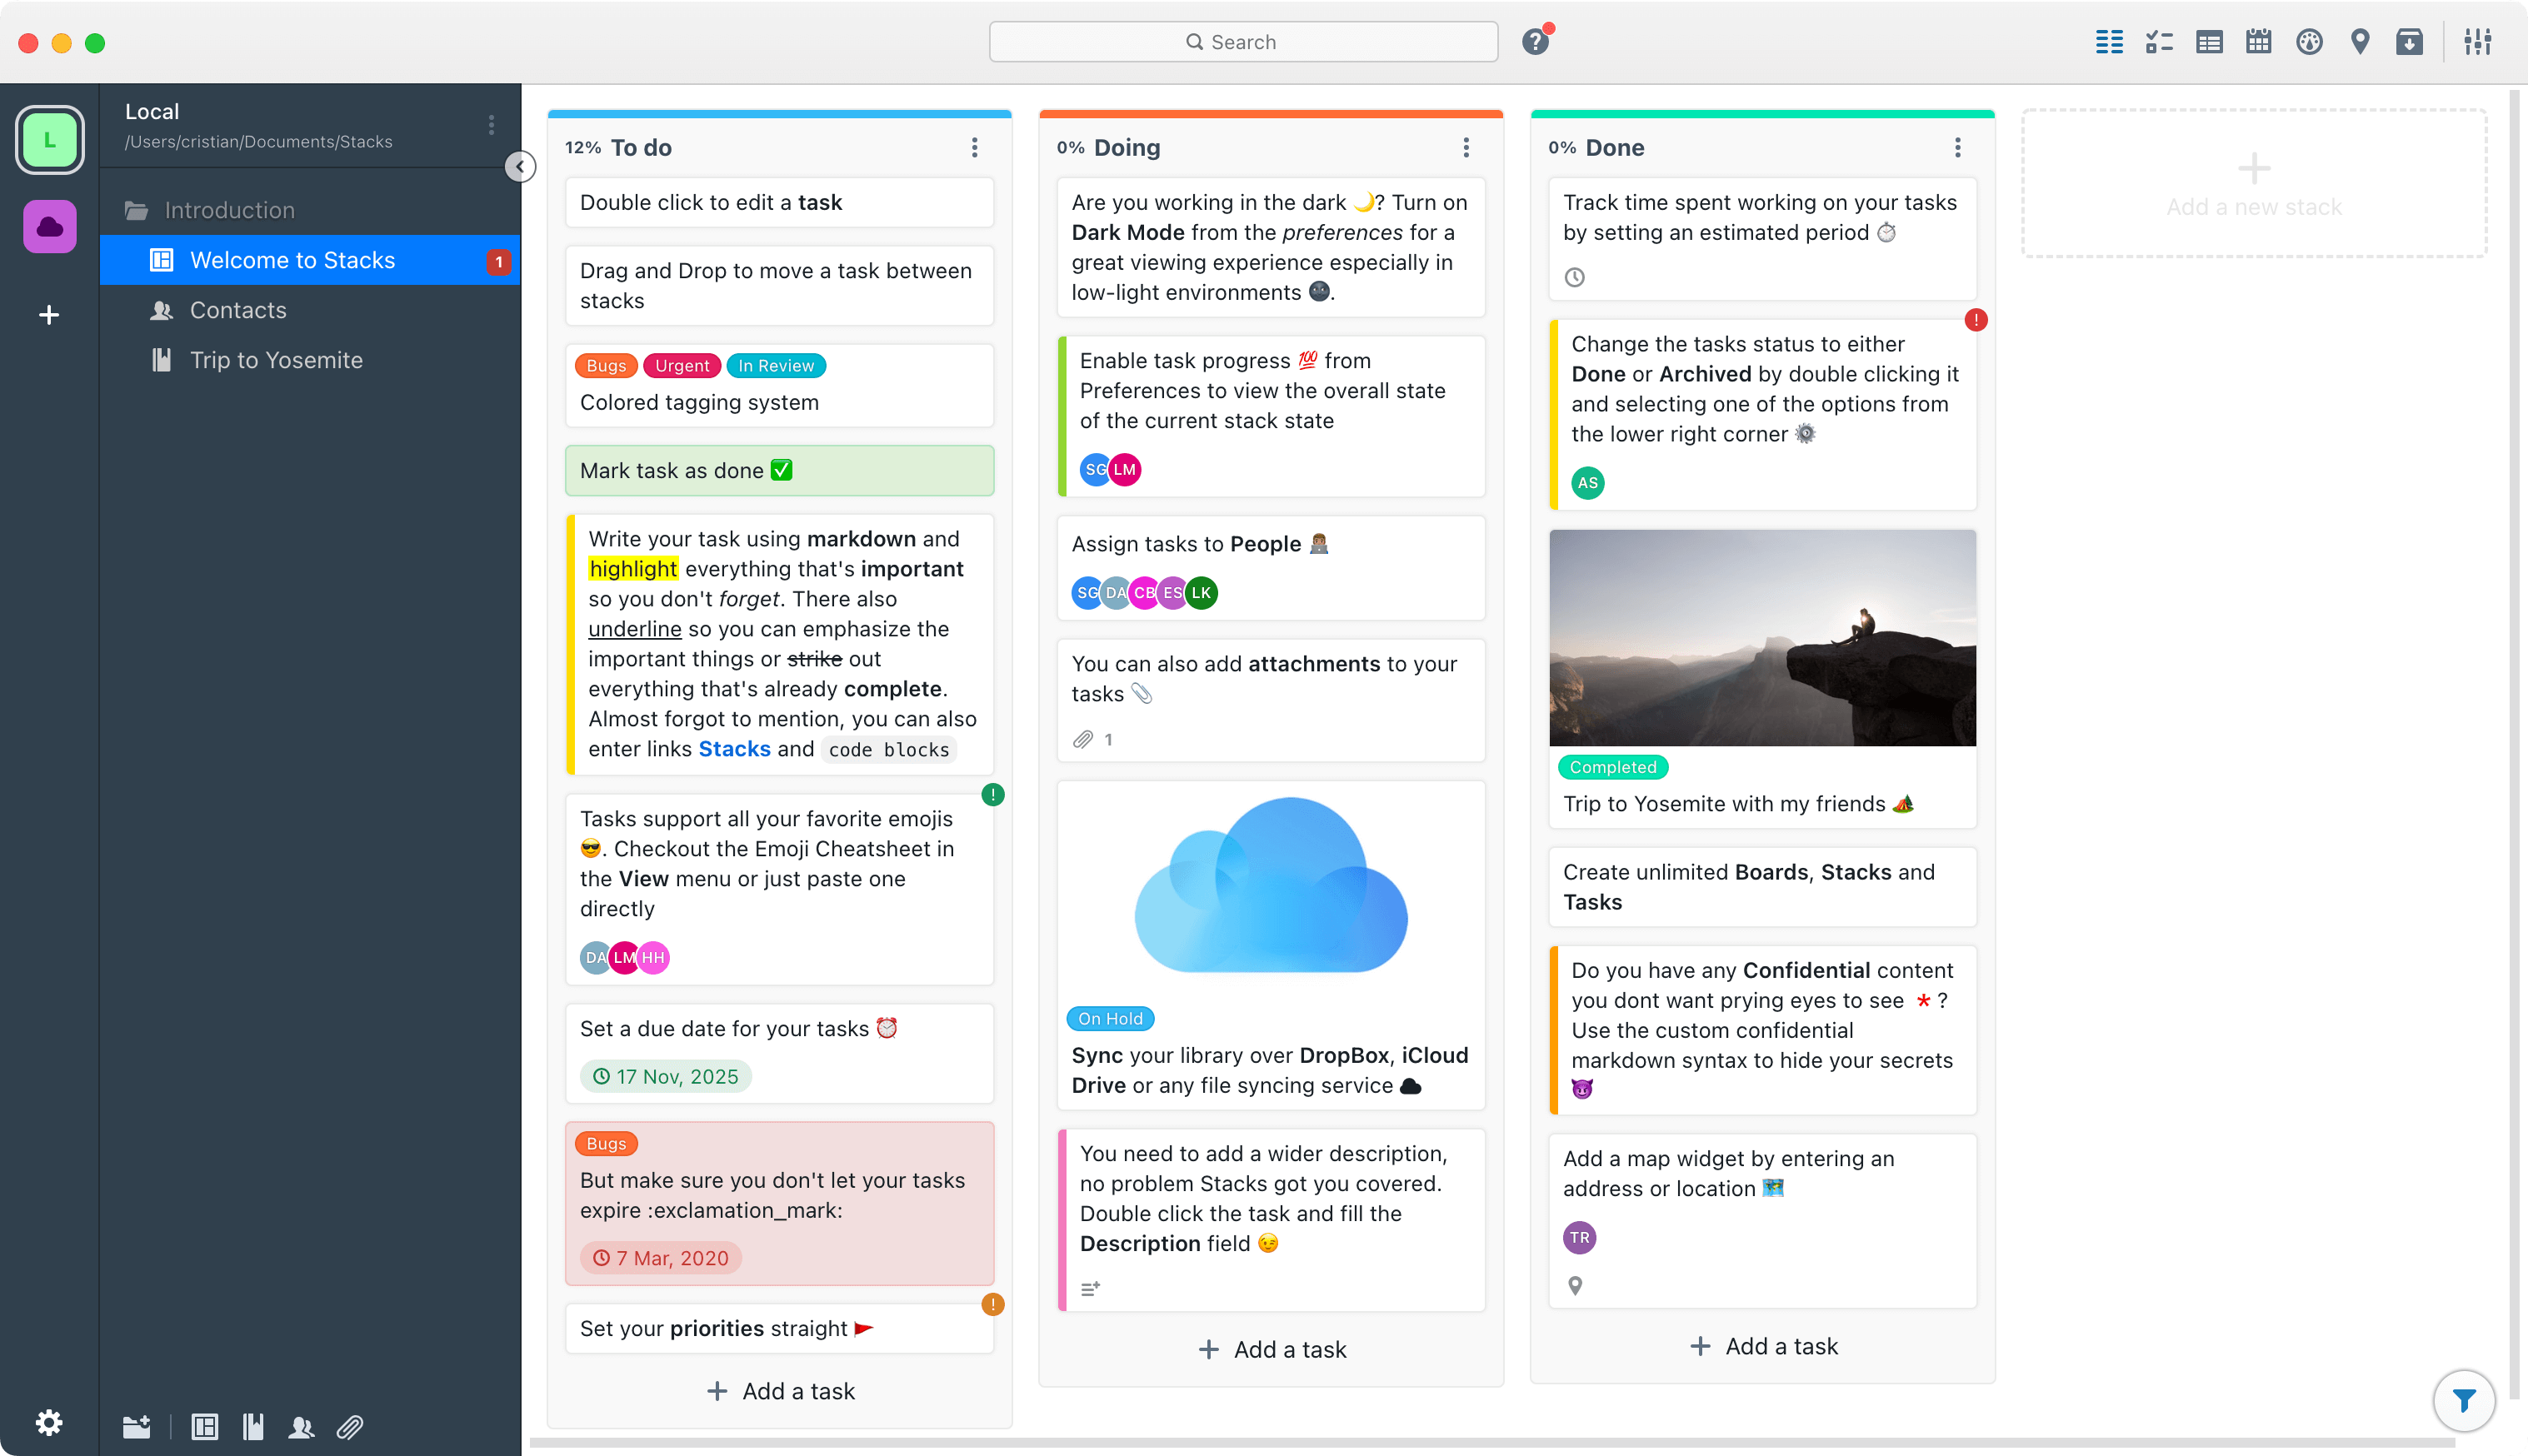 Search
?
L
Local
/Users/cristian/Documents/Stacks
Introduction
Welcome to Stacks
1
Contacts
Trip to Yosemite
12% To do
Double click to edit a task
Drag and Drop to move a task between
stacks
Bugs Urgent In Review
Colored tagging system
Mark task as done ✅
Write your task using markdown and
highlight everything that's important
so you don't forget. There also
underline so you can emphasize the
important things or strike out
everything that's already complete.
Almost forgot to mention, you can also
enter links Stacks and code blocks
!
Tasks support all your favorite emojis
😎. Checkout the Emoji Cheatsheet in
the View menu or just paste one
directly
DA LM HH
Set a due date for your tasks ⏰
17 Nov, 2025
Bugs
But make sure you don't let your tasks
expire :exclamation_mark:
7 Mar, 2020
!
Set your priorities straight 🚩
+ Add a task
0% Doing
Are you working in the dark 🌙? Turn on
Dark Mode from the preferences for a
great viewing experience especially in
low-light environments 🌚.
Enable task progress 💯 from
Preferences to view the overall state
of the current stack state
SG LM
Assign tasks to People 👨🏽‍💻
SG DA CB ES LK
You can also add attachments to your
tasks 📎
1
On Hold
Sync your library over DropBox, iCloud
Drive or any file syncing service ☁
You need to add a wider description,
no problem Stacks got you covered.
Double click the task and fill the
Description field 😉
+ Add a task
0% Done
Track time spent working on your tasks
by setting an estimated period ⏱
!
Change the tasks status to either
Done or Archived by double clicking it
and selecting one of the options from
the lower right corner ⚙
AS
Completed
Trip to Yosemite with my friends 🏕
Create unlimited Boards, Stacks and
Tasks
Do you have any Confidential content
you dont want prying eyes to see * ?
Use the custom confidential
markdown syntax to hide your secrets
😈
Add a map widget by entering an
address or location 🗺
TR
+ Add a task
+
Add a new stack